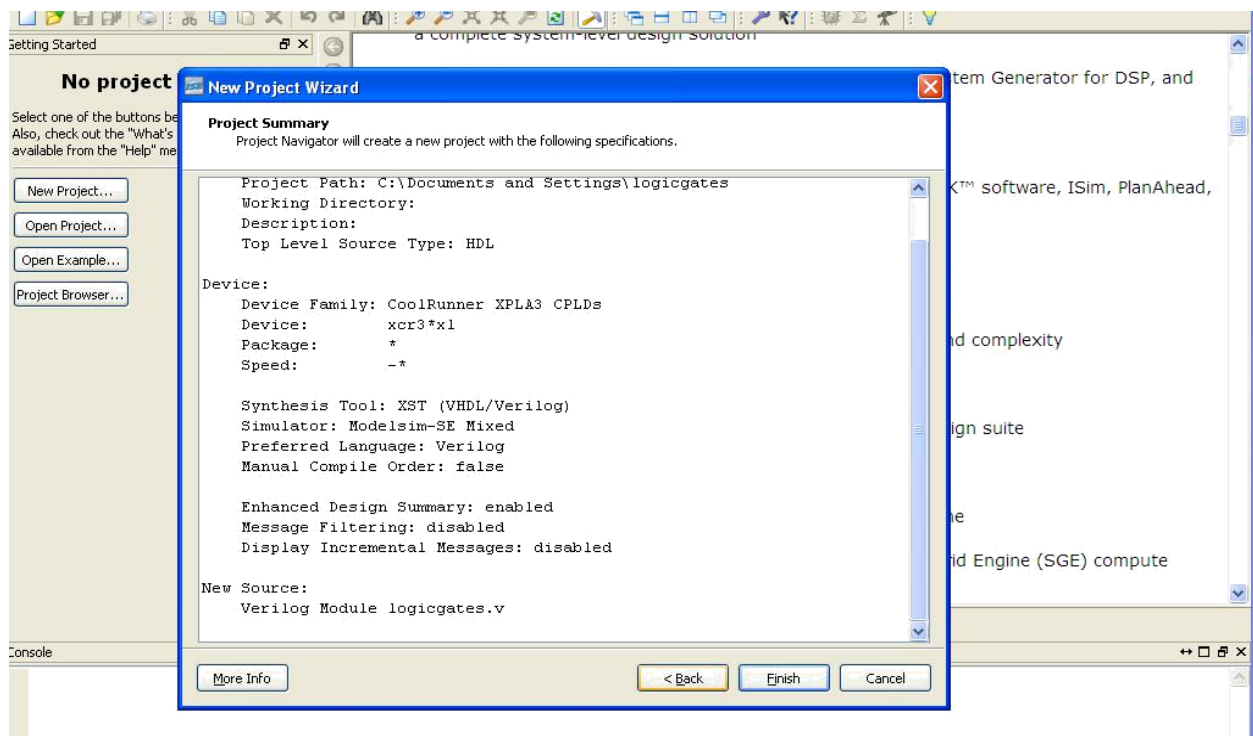 Getting Started
a complete system-level design solution
No project
tem Generator for DSP, and
New Project Wizard
Select one of the buttons be
Also, check out the "What's
available from the "Help" me
Project Summary
Project Navigator will create a new project with the following specifications.
New Project...
Open Project...
Open Example...
Project Browser...
Project Path: C:\Documents and Settings\logicgates
Working Directory:
Description:
Top Level Source Type: HDL
Device:
Device Family: CoolRunner XPLA3 CPLDs
Device: xcr3*xl
Package: *
Speed: -*
Synthesis Tool: XST (VHDL/Verilog)
Simulator: Modelsim-SE Mixed
Preferred Language: Verilog
Manual Compile Order: false
Enhanced Design Summary: enabled
Message Filtering: disabled
Display Incremental Messages: disabled
New Source:
Verilog Module logicgates.v
K™ software, ISim, PlanAhead,
nd complexity
ign suite
ne
id Engine (SGE) compute
Console
More Info
< Back
Finish
Cancel